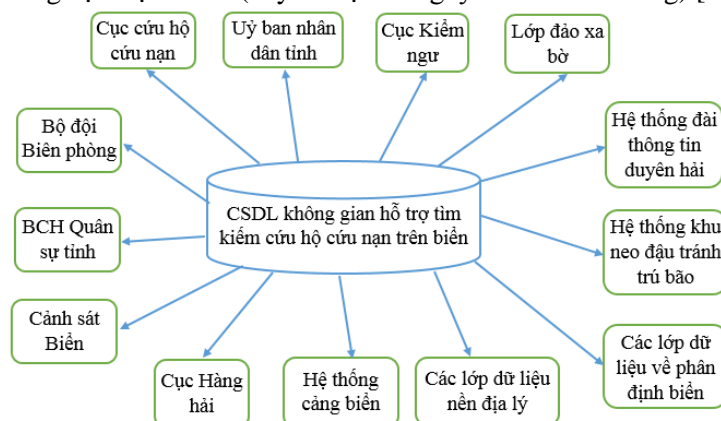 Cục cứu hộ
cứu nạn
Uỷ ban nhân
dân tỉnh
Cục Kiểm
ngư
Lớp đảo xa
bờ
Bộ đội
Biên phòng
Hệ thống đài
thông tin
duyên hải
CSDL không gian hỗ trợ tìm
kiếm cứu hộ cứu nạn trên biển
BCH Quân
sự tỉnh
Hệ thống khu
neo đậu tránh
trú bão
Cảnh sát
Biển
Các lớp dữ
liệu về phân
định biển
Cục Hàng
hải
Hệ thống
cảng biển
Các lớp dữ liệu
nền địa lý